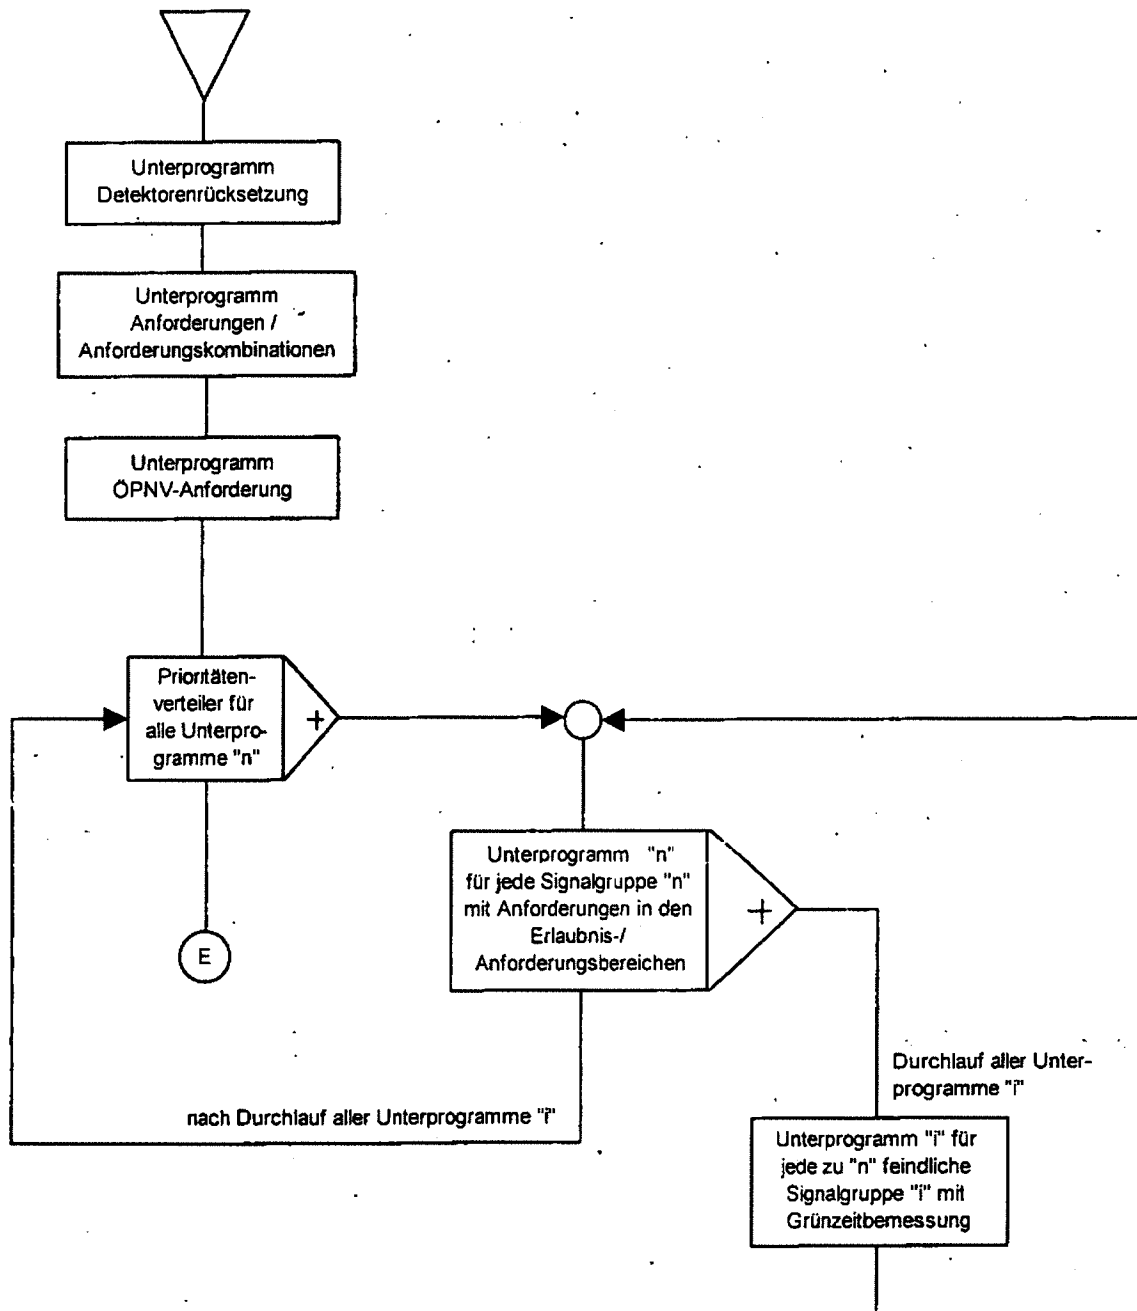 Unterprogramm
Detektorenrücksetzung
Unterprogramm
Anforderungen /
Anforderungskombinationen
Unterprogramm
ÖPNV-Anforderung
Prioritäten-
verteiler für
alle Unterpro-
gramme "n"
+
E
Unterprogramm "n"
für jede Signalgruppe "n"
mit Anforderungen in den
Erlaubnis-/
Anforderungsbereichen
+
nach Durchlauf aller Unterprogramme "i"
Durchlauf aller Unter-
programme "i"
Unterprogramm "i" für
jede zu "n" feindliche
Signalgruppe "i" mit
Grünzeitbemessung